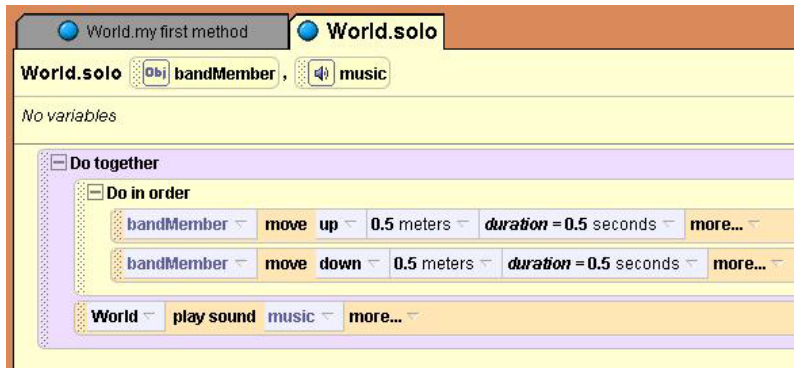 World.my first method World.solo
World.solo Obj bandMember , music
No variables
Do together
Do in order
bandMember move up 0.5 meters duration = 0.5 seconds more...
bandMember move down 0.5 meters duration = 0.5 seconds more...
World play sound music more...